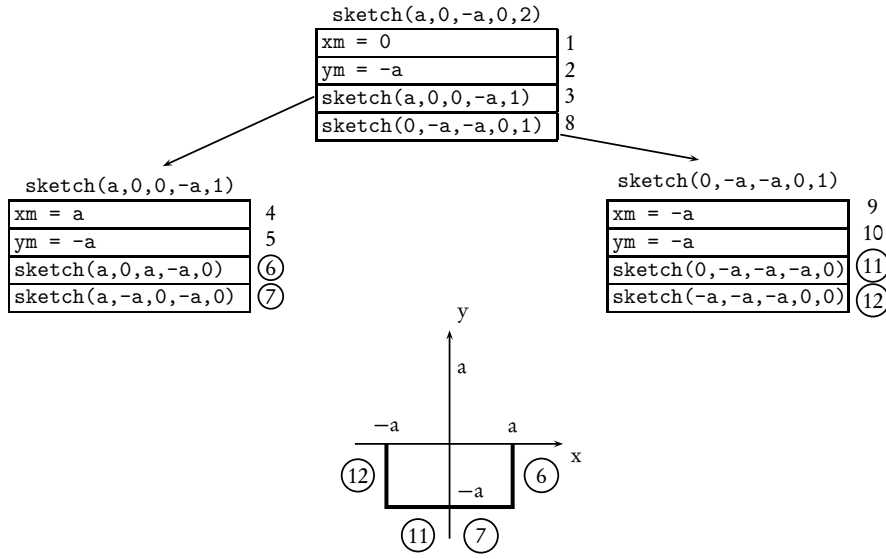 sketch(a,0,-a,0,2)
xm = 0 1
ym = -a 2
sketch(a,0,0,-a,1) 3
sketch(0,-a,-a,0,1) 8
sketch(a,0,0,-a,1)
xm = a 4
ym = -a 5
sketch(a,0,a,-a,0) 6
sketch(a,-a,0,-a,0) 7
sketch(0,-a,-a,0,1)
xm = -a 9
ym = -a 10
sketch(0,-a,-a,-a,0) 11
sketch(-a,-a,-a,0,0) 12
y
a
−a a
x
12 −a 6
11 7